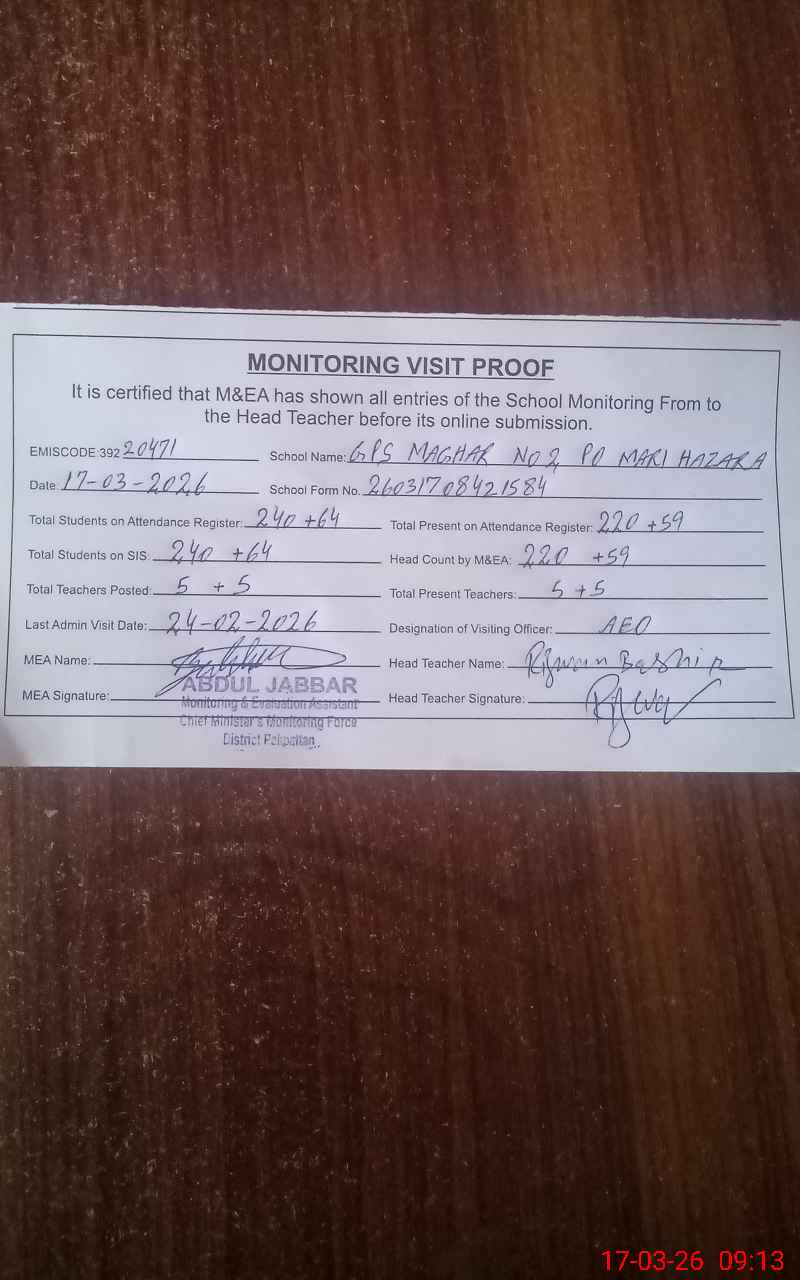 MONITORING VISIT PROOF
It is certified that M&EA has shown all entries of the School Monitoring From to
the Head Teacher before its online submission.
EMISCODE 392 20471 School Name: GPS MAGHAR NO 2 PO MARI HAZARA
Date: 17-03-2026 School Form No. 26031708421584
Total Students on Attendance Register: 240 +64 Total Present on Attendance Register: 220 +59
Total Students on SIS: 240 +64 Head Count by M&EA: 220 +59
Total Teachers Posted: 5 + 5 Total Present Teachers: 5 +5
Last Admin Visit Date: 24-02-2026 Designation of Visiting Officer: AEO
MEA Name: Head Teacher Name: Rizwan Bashir
MEA Signature: Head Teacher Signature:
ABDUL JABBAR
Monitoring & Evaluation Assistant
Chief Minister's Monitoring Force
District Pakpattan.
17-03-26 09:13